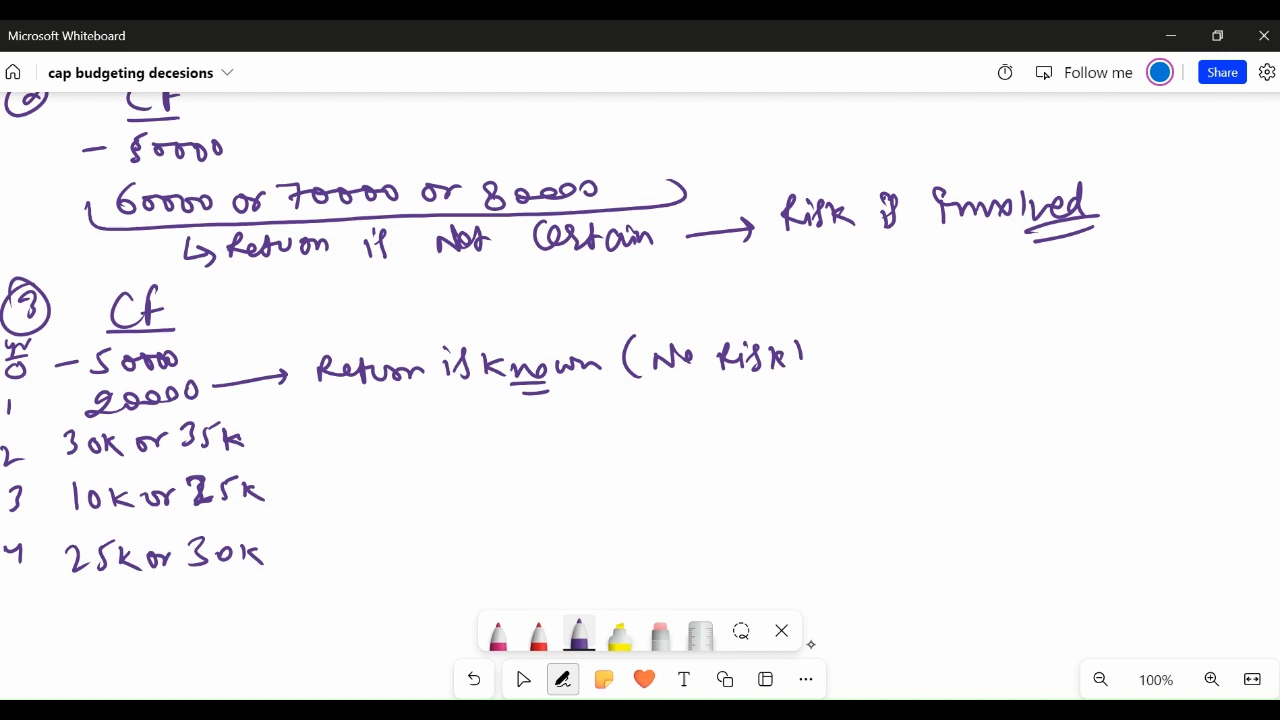 Microsoft Whiteboard
cap budgeting decesions
Follow me
Share
② CF
- 50000
60000 or 70000 or 80000
↳ Return is Not Certain → Risk is Involved
③ CF
yr
0 - 50000
1 20000 → Return is known (No Risk)
2 30K or 35k
3 10K or 25K
4 25K or 30K
T
100%